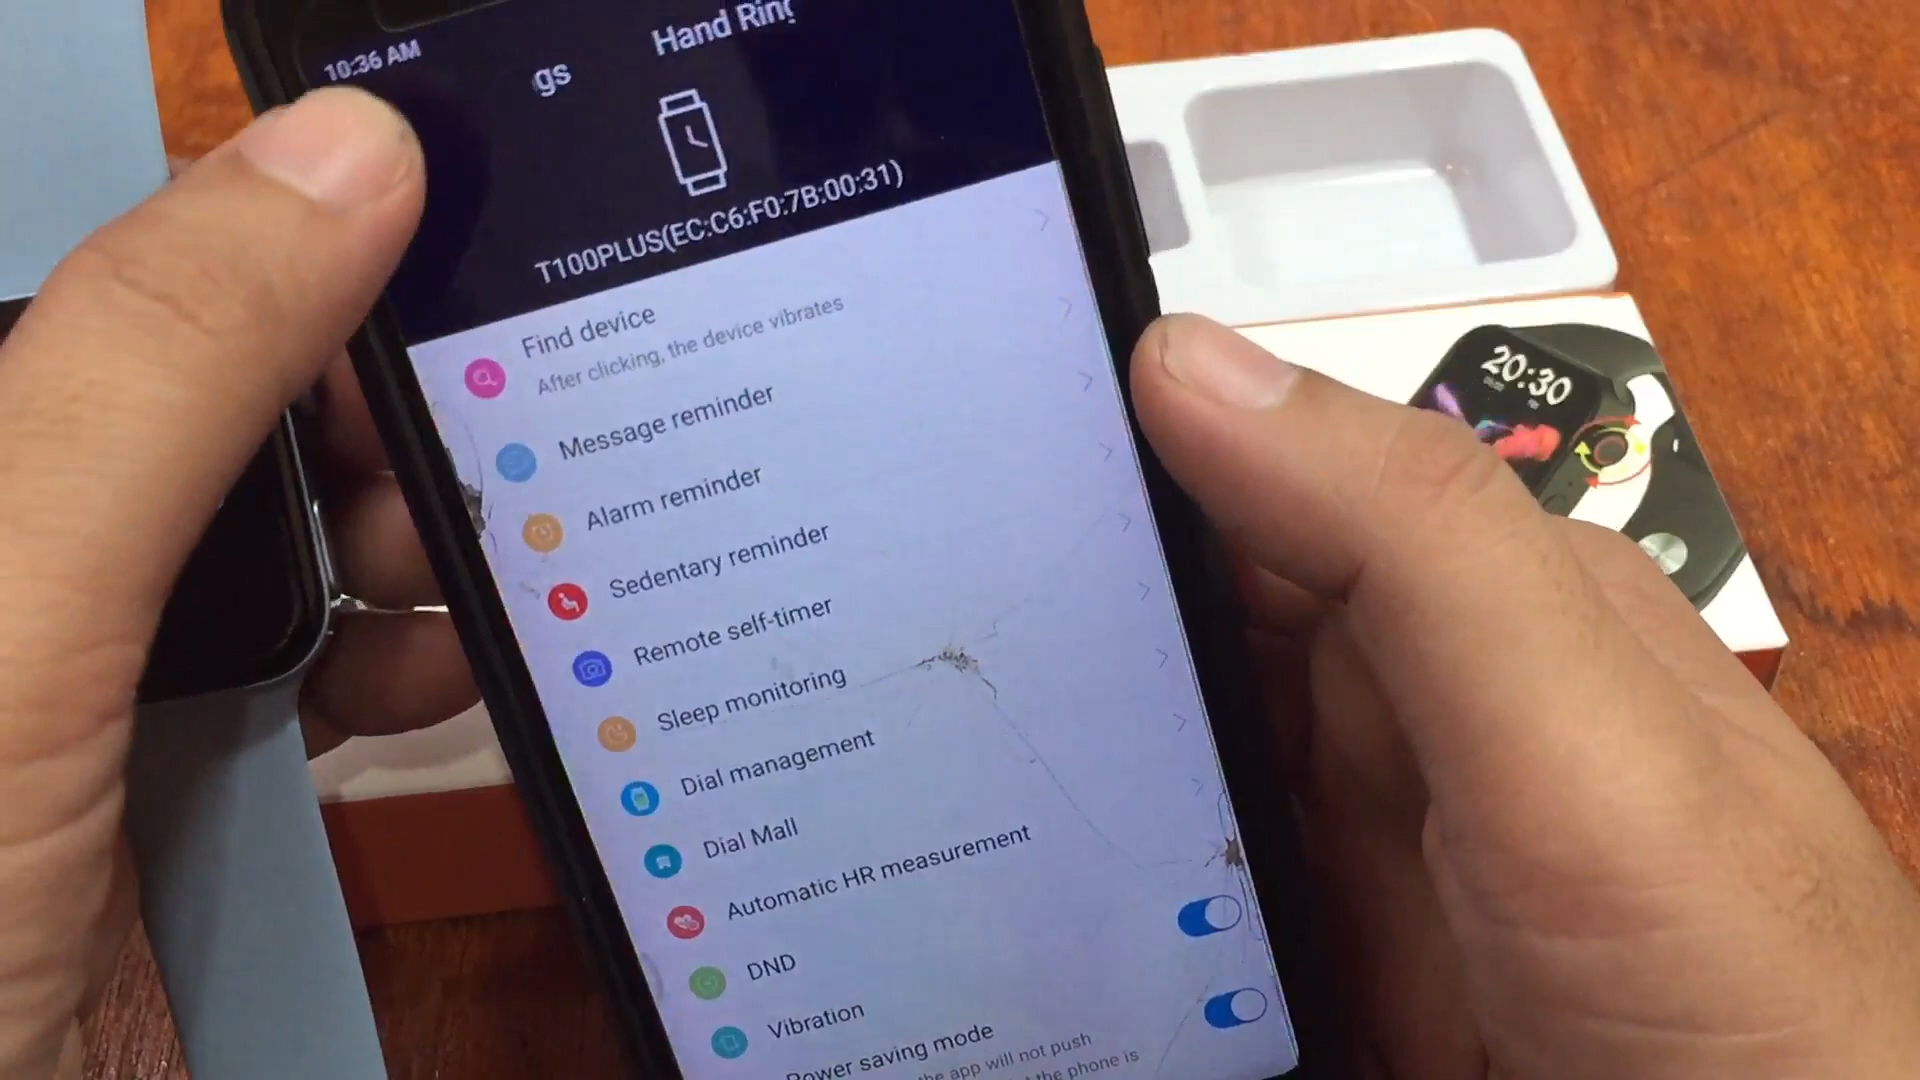 10:36 AM
Hand Ring
gs
T100PLUS(EC:C6:F0:7B:00:31)
Find device
After clicking, the device vibrates
Message reminder
Alarm reminder
Sedentary reminder
Remote self-timer
Sleep monitoring
Dial management
Dial Mall
Automatic HR measurement
DND
Vibration
Power saving mode
the app will not push
the phone is
20:30